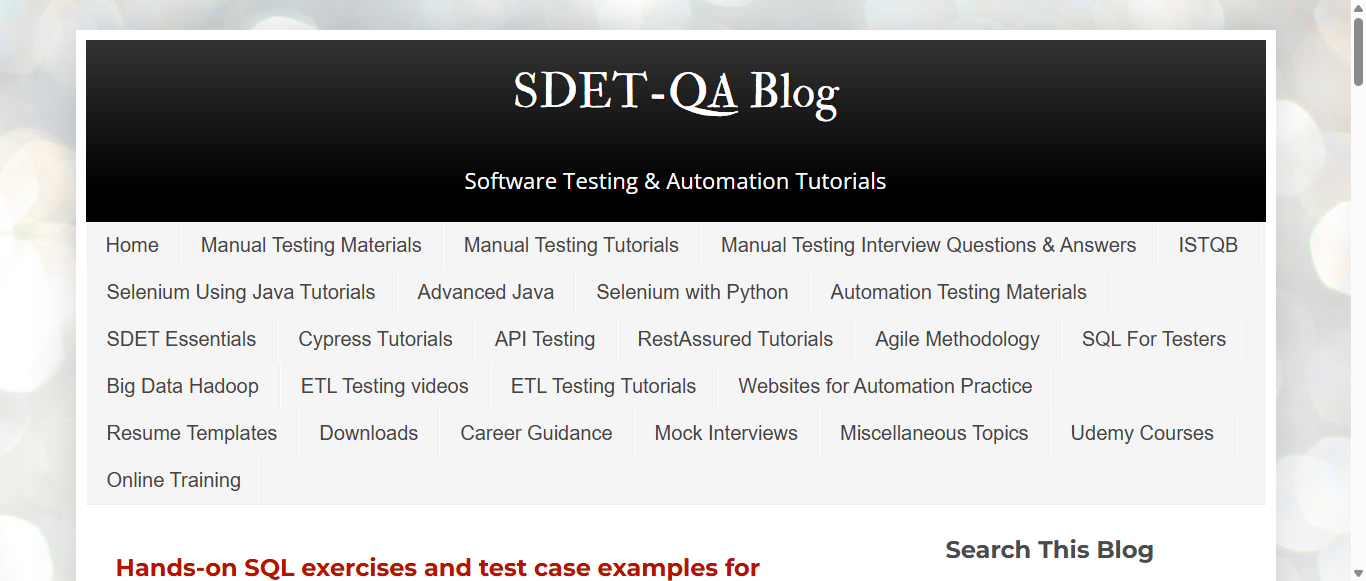 SDET-QA Blog
Software Testing & Automation Tutorials
Home Manual Testing Materials Manual Testing Tutorials Manual Testing Interview Questions & Answers ISTQB
Selenium Using Java Tutorials Advanced Java Selenium with Python Automation Testing Materials
SDET Essentials Cypress Tutorials API Testing RestAssured Tutorials Agile Methodology SQL For Testers
Big Data Hadoop ETL Testing videos ETL Testing Tutorials Websites for Automation Practice
Resume Templates Downloads Career Guidance Mock Interviews Miscellaneous Topics Udemy Courses
Online Training
Hands-on SQL exercises and test case examples for
Search This Blog